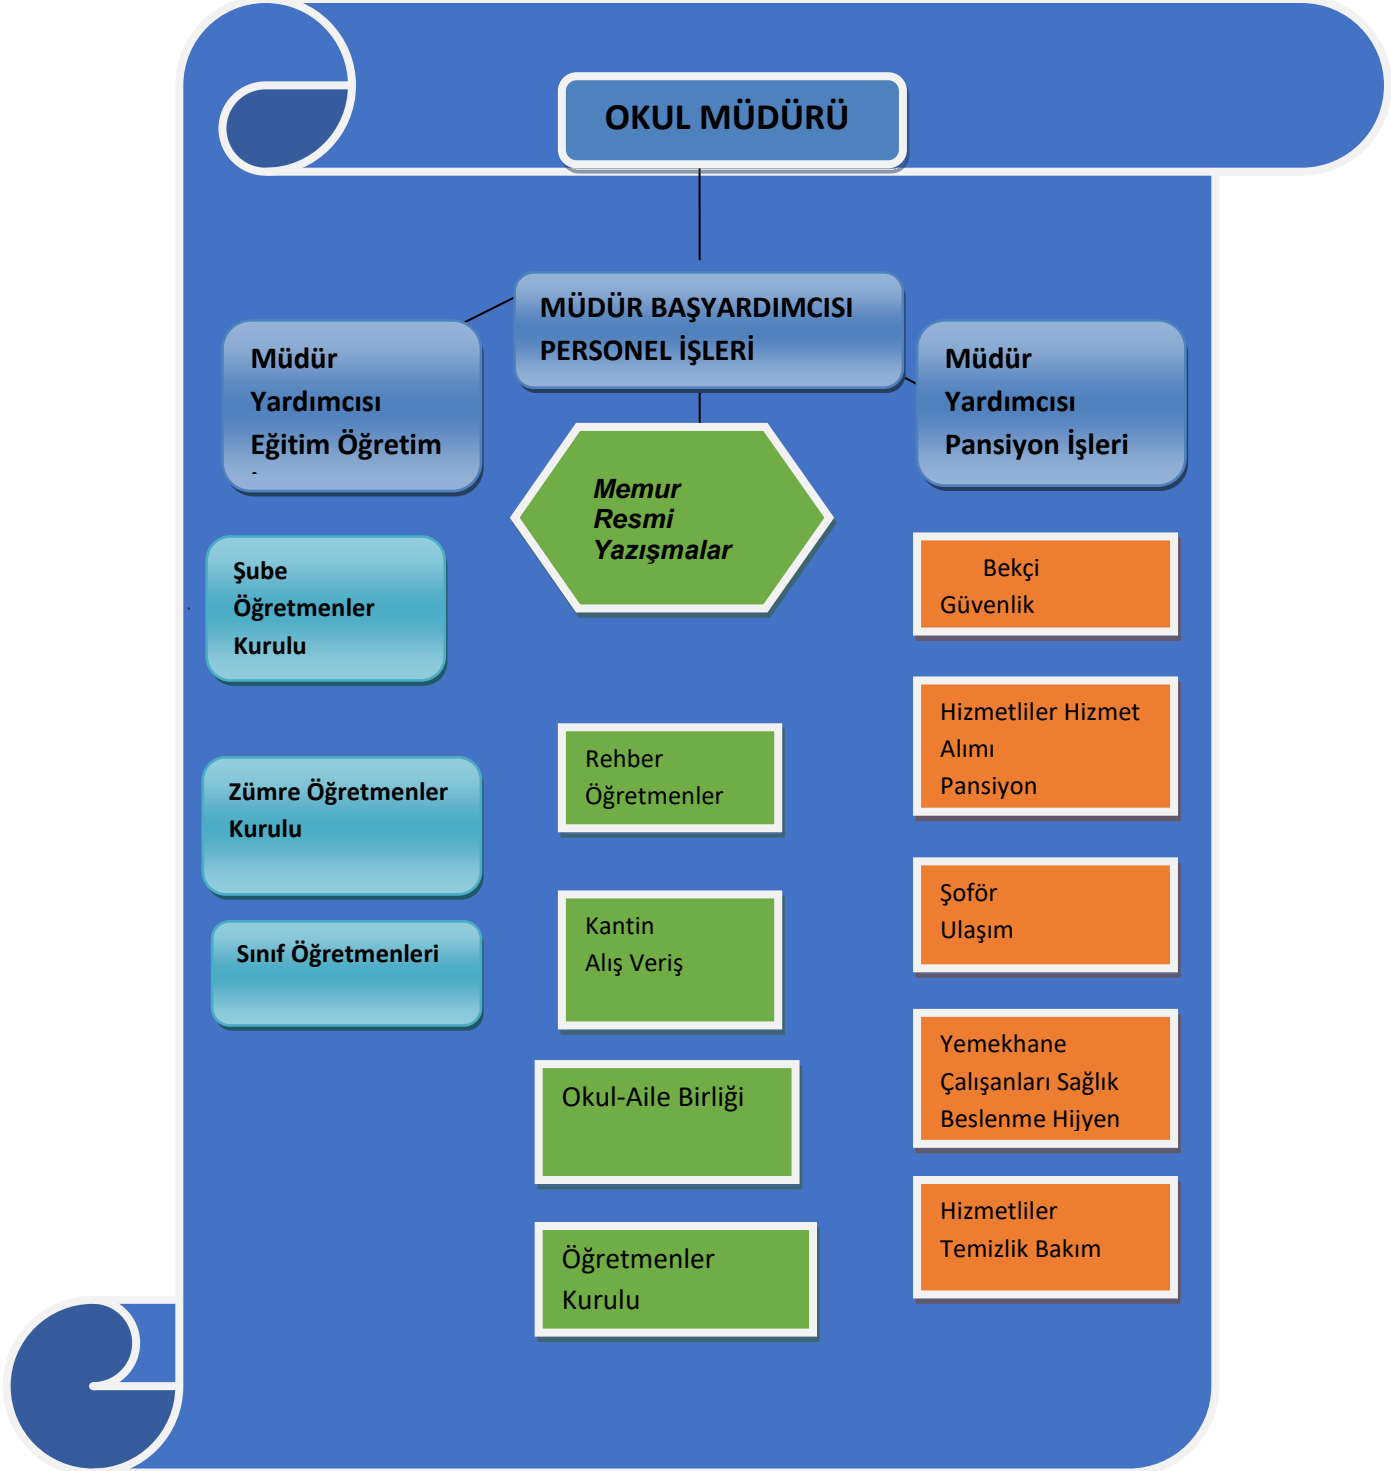 OKUL MÜDÜRÜ
MÜDÜR BAŞYARDIMCISI
PERSONEL İŞLERİ
Müdür
Yardımcısı
Eğitim Öğretim
Müdür
Yardımcısı
Pansiyon İşleri
Memur
Resmi
Yazışmalar
Şube
Öğretmenler
Kurulu
Zümre Öğretmenler
Kurulu
Sınıf Öğretmenleri
Rehber
Öğretmenler
Kantin
Alış Veriş
Okul-Aile Birliği
Öğretmenler
Kurulu
Bekçi
Güvenlik
Hizmetliler Hizmet
Alımı
Pansiyon
Şoför
Ulaşım
Yemekhane
Çalışanları Sağlık
Beslenme Hijyen
Hizmetliler
Temizlik Bakım